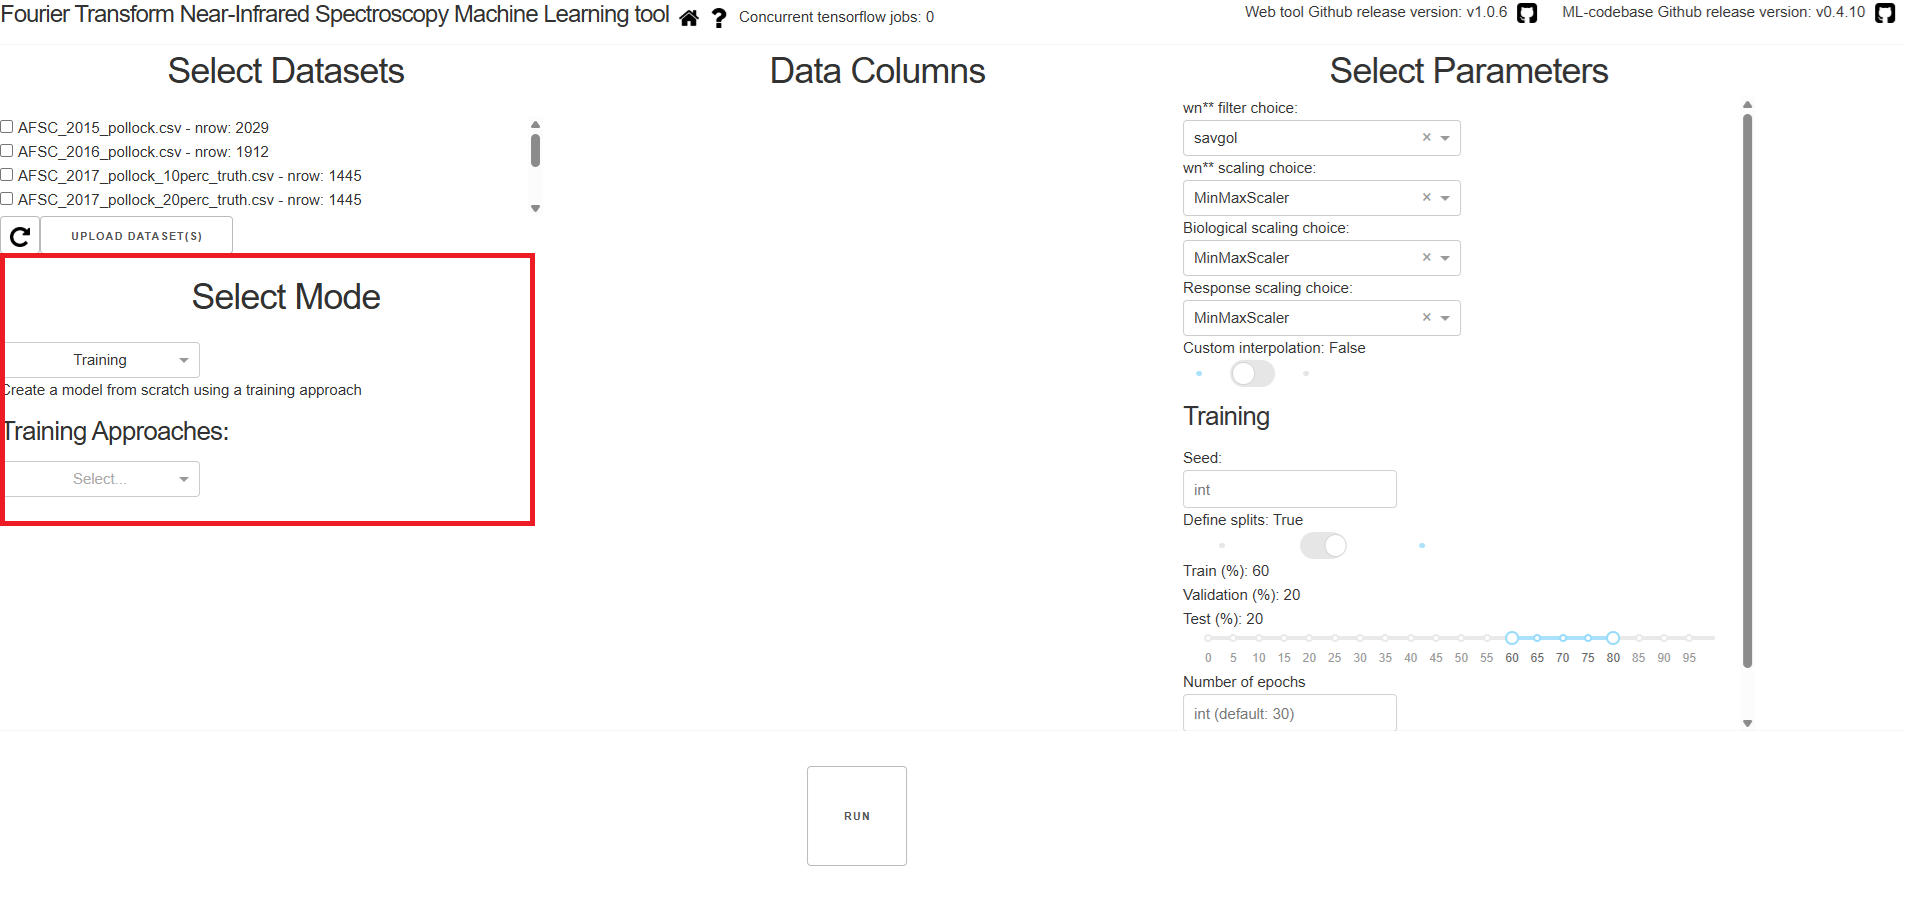 Fourier Transform Near-Infrared Spectroscopy Machine Learning tool ? Concurrent tensorflow jobs: 0 Web tool Github release version: v1.0.6 ML-codebase Github release version: v0.4.10
Select Datasets
AFSC_2015_pollock.csv - nrow: 2029
AFSC_2016_pollock.csv - nrow: 1912
AFSC_2017_pollock_10perc_truth.csv - nrow: 1445
AFSC_2017_pollock_20perc_truth.csv - nrow: 1445
UPLOAD DATASET(S)
Select Mode
Training
Create a model from scratch using a training approach
Training Approaches:
Select...
Data Columns
Select Parameters
wn** filter choice:
savgol ×
wn** scaling choice:
MinMaxScaler ×
Biological scaling choice:
MinMaxScaler ×
Response scaling choice:
MinMaxScaler ×
Custom interpolation: False
Training
Seed:
int
Define splits: True
Train (%): 60
Validation (%): 20
Test (%): 20
0 5 10 15 20 25 30 35 40 45 50 55 60 65 70 75 80 85 90 95
Number of epochs
int (default: 30)
RUN